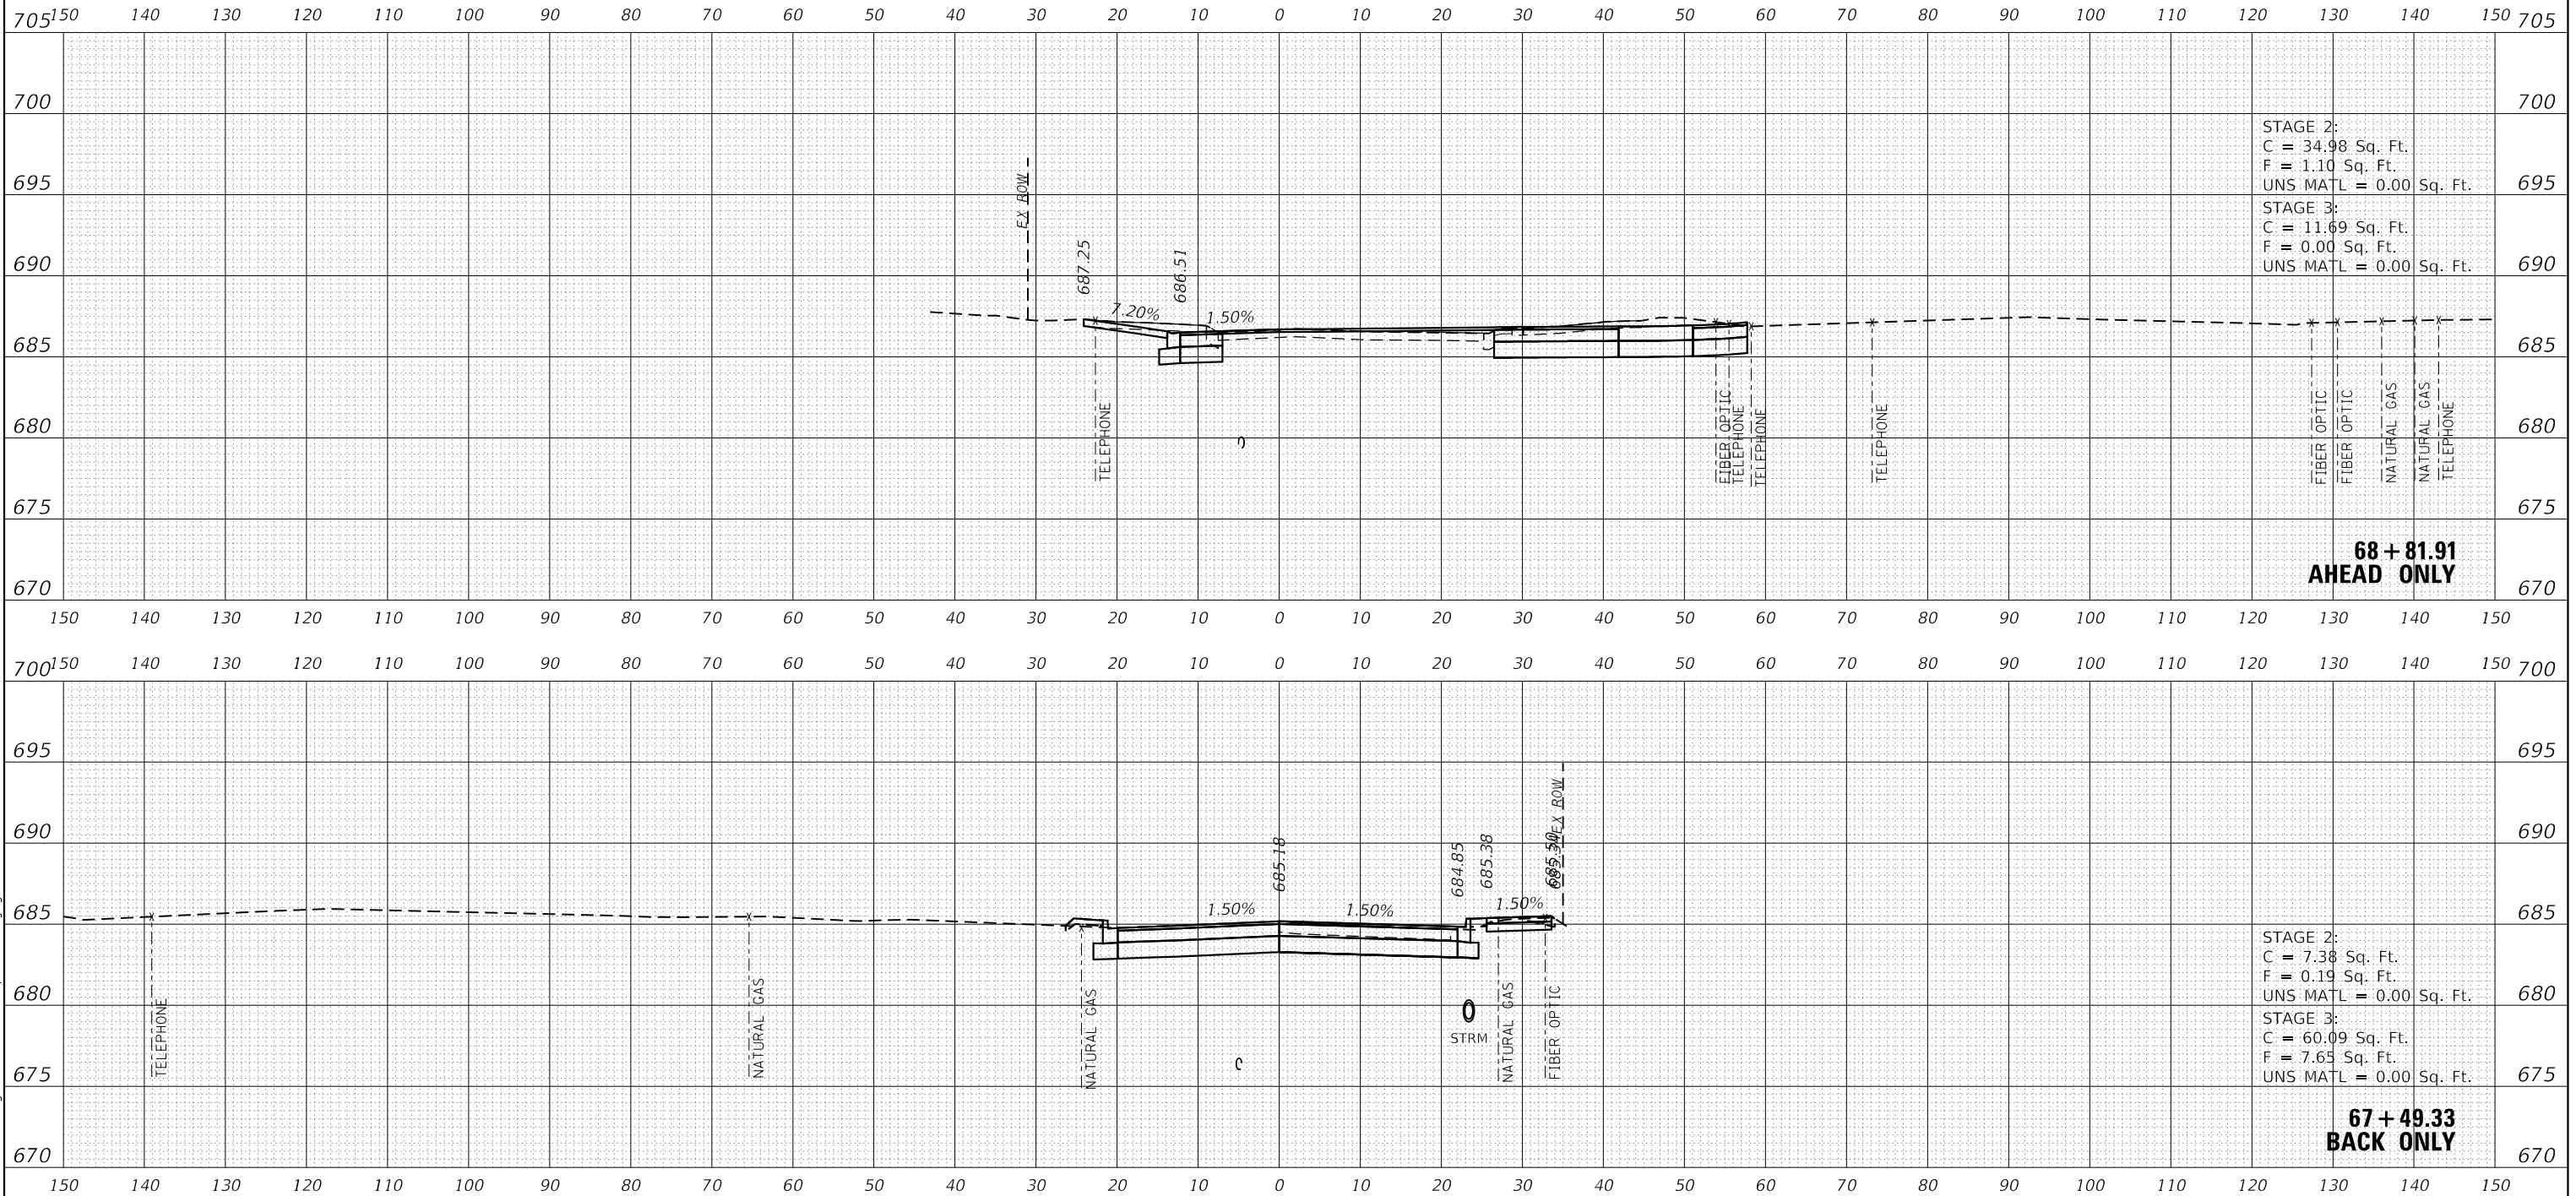 150 140 130 120 110 100 90 80 70 60 50 40 30 20 10 0 10 20 30 40 50 60 70 80 90 100 110 120 130 140 150
705 705
700 700
STAGE 2:
C = 34.98 Sq. Ft.
F = 1.10 Sq. Ft.
UNS MATL = 0.00 Sq. Ft.
695 695
EX ROW
STAGE 3:
C = 11.69 Sq. Ft.
F = 0.00 Sq. Ft.
UNS MATL = 0.00 Sq. Ft.
690 690
687.25
686.51
7.20%
1.50%
685 685
TELEPHONE
FIBER OPTIC
TELEPHONE
TELEPHONE
TELEPHONE
FIBER OPTIC
FIBER OPTIC
NATURAL GAS
NATURAL GAS
TELEPHONE
680 680
675 675
68+81.91
AHEAD ONLY
670 670
150 140 130 120 110 100 90 80 70 60 50 40 30 20 10 0 10 20 30 40 50 60 70 80 90 100 110 120 130 140 150
150 140 130 120 110 100 90 80 70 60 50 40 30 20 10 0 10 20 30 40 50 60 70 80 90 100 110 120 130 140 150
700 700
695 695
EX ROW
690 690
685.18
684.85
685.38
685.50
1.50%
1.50%
1.50%
685 685
STAGE 2:
C = 7.38 Sq. Ft.
F = 0.19 Sq. Ft.
UNS MATL = 0.00 Sq. Ft.
680 680
STAGE 3:
C = 60.09 Sq. Ft.
F = 7.65 Sq. Ft.
UNS MATL = 0.00 Sq. Ft.
TELEPHONE
NATURAL GAS
NATURAL GAS
STRM
NATURAL GAS
FIBER OPTIC
675 675
67+49.33
BACK ONLY
670 670
150 140 130 120 110 100 90 80 70 60 50 40 30 20 10 0 10 20 30 40 50 60 70 80 90 100 110 120 130 140 150